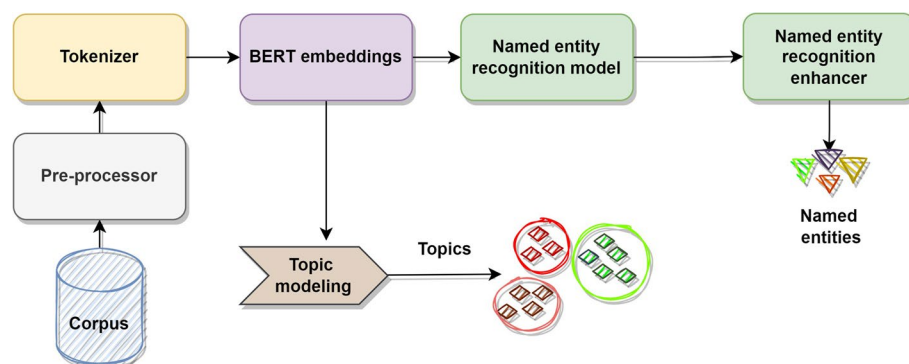 Tokenizer
BERT embeddings
Named entity
recognition model
Named entity
recognition
enhancer
Pre-processor
Named
entities
Topic
modeling
Topics
Corpus